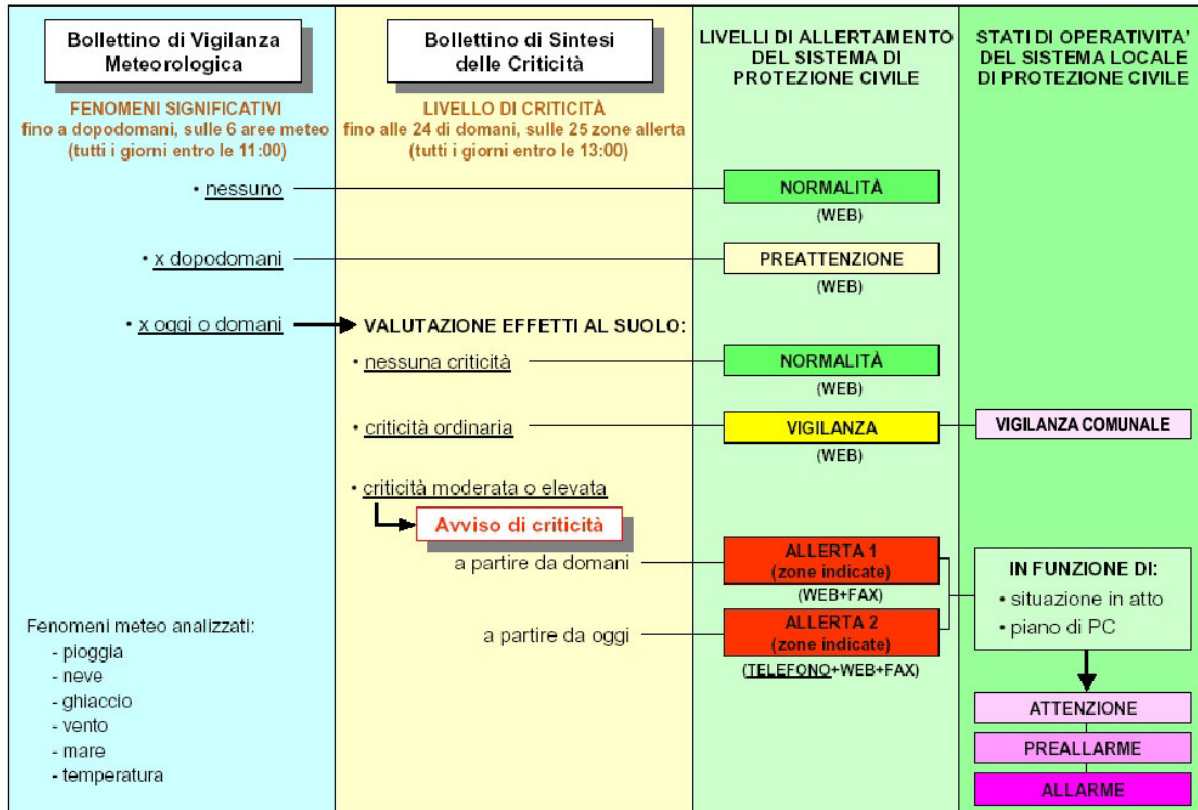 Bollettino di Vigilanza
Meteorologica
FENOMENI SIGNIFICATIVI
fino a dopodomani, sulle 6 aree meteo
(tutti i giorni entro le 11:00)
• nessuno
• x dopodomani
• x oggi o domani
Fenomeni meteo analizzati:
- pioggia
- neve
- ghiaccio
- vento
- mare
- temperatura
Bollettino di Sintesi
delle Criticità
LIVELLO DI CRITICITÀ
fino alle 24 di domani, sulle 25 zone allerta
(tutti i giorni entro le 13:00)
VALUTAZIONE EFFETTI AL SUOLO:
• nessuna criticità
• criticità ordinaria
• criticità moderata o elevata
Avviso di criticità
a partire da domani
a partire da oggi
LIVELLI DI ALLERTAMENTO
DEL SISTEMA DI
PROTEZIONE CIVILE
NORMALITÀ
(WEB)
PREATTENZIONE
(WEB)
NORMALITÀ
(WEB)
VIGILANZA
(WEB)
ALLERTA 1
(zone indicate)
(WEB+FAX)
ALLERTA 2
(zone indicate)
(TELEFONO+WEB+FAX)
STATI DI OPERATIVITA'
DEL SISTEMA LOCALE
DI PROTEZIONE CIVILE
VIGILANZA COMUNALE
IN FUNZIONE DI:
• situazione in atto
• piano di PC
ATTENZIONE
PREALLARME
ALLARME